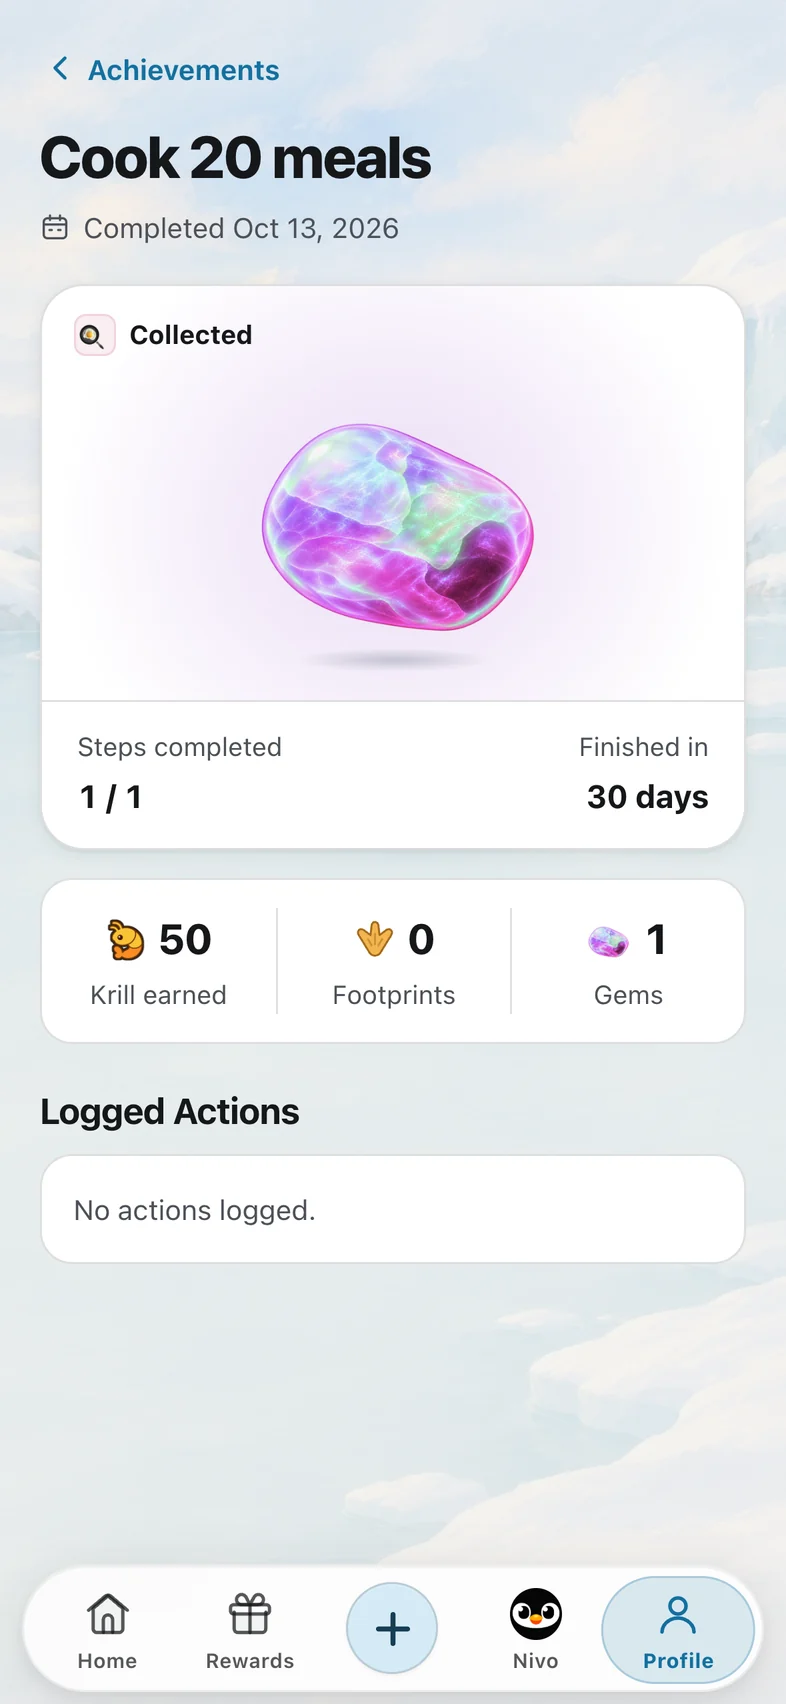 Achievements
Cook 20 meals
Completed Oct 13, 2026
Collected
Steps completed
Finished in
1 / 1
30 days
50
0
1
Krill earned
Footprints
Gems
Logged Actions
No actions logged.
Home
Rewards
Nivo
Profile